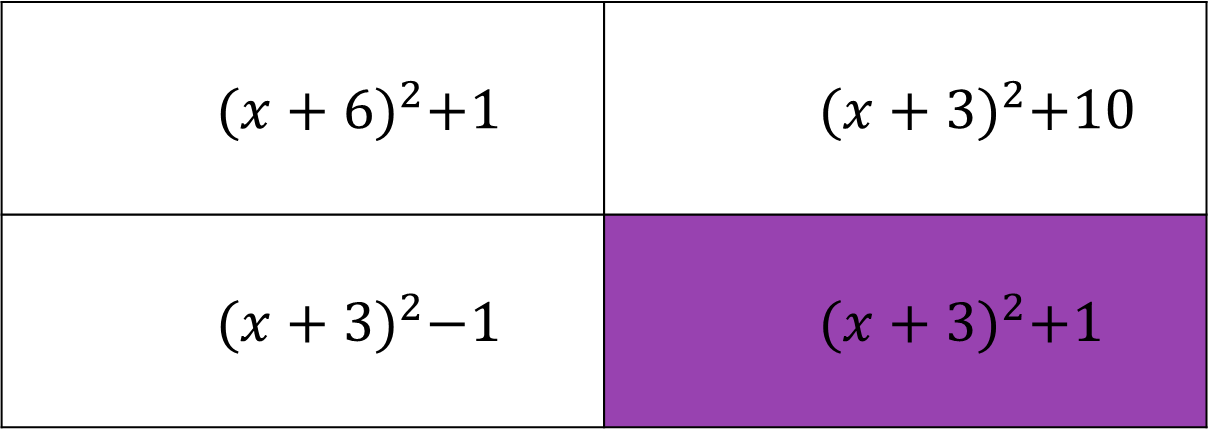 (x + 6)²+1
(x + 3)²+10
(x + 3)²−1
(x + 3)²+1